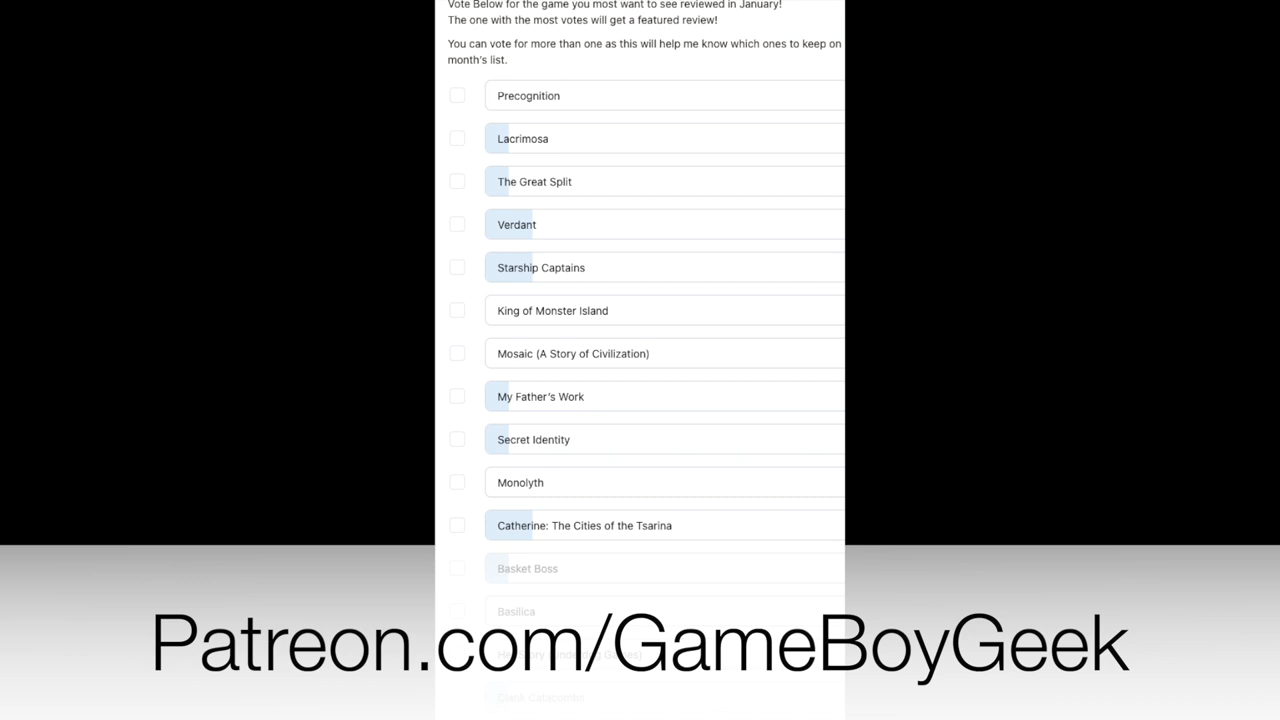 Vote Below for the game you most want to see reviewed in January!
The one with the most votes will get a featured review!
You can vote for more than one as this will help me know which ones to keep on
month's list.
Precognition
Lacrimosa
The Great Split
Verdant
Starship Captains
King of Monster Island
Mosaic (A Story of Civilization)
My Father's Work
Secret Identity
Monolyth
Catherine: The Cities of the Tsarina
Basket Boss
Basilica
Patreon.com/GameBoyGeek
Clank Catacombs